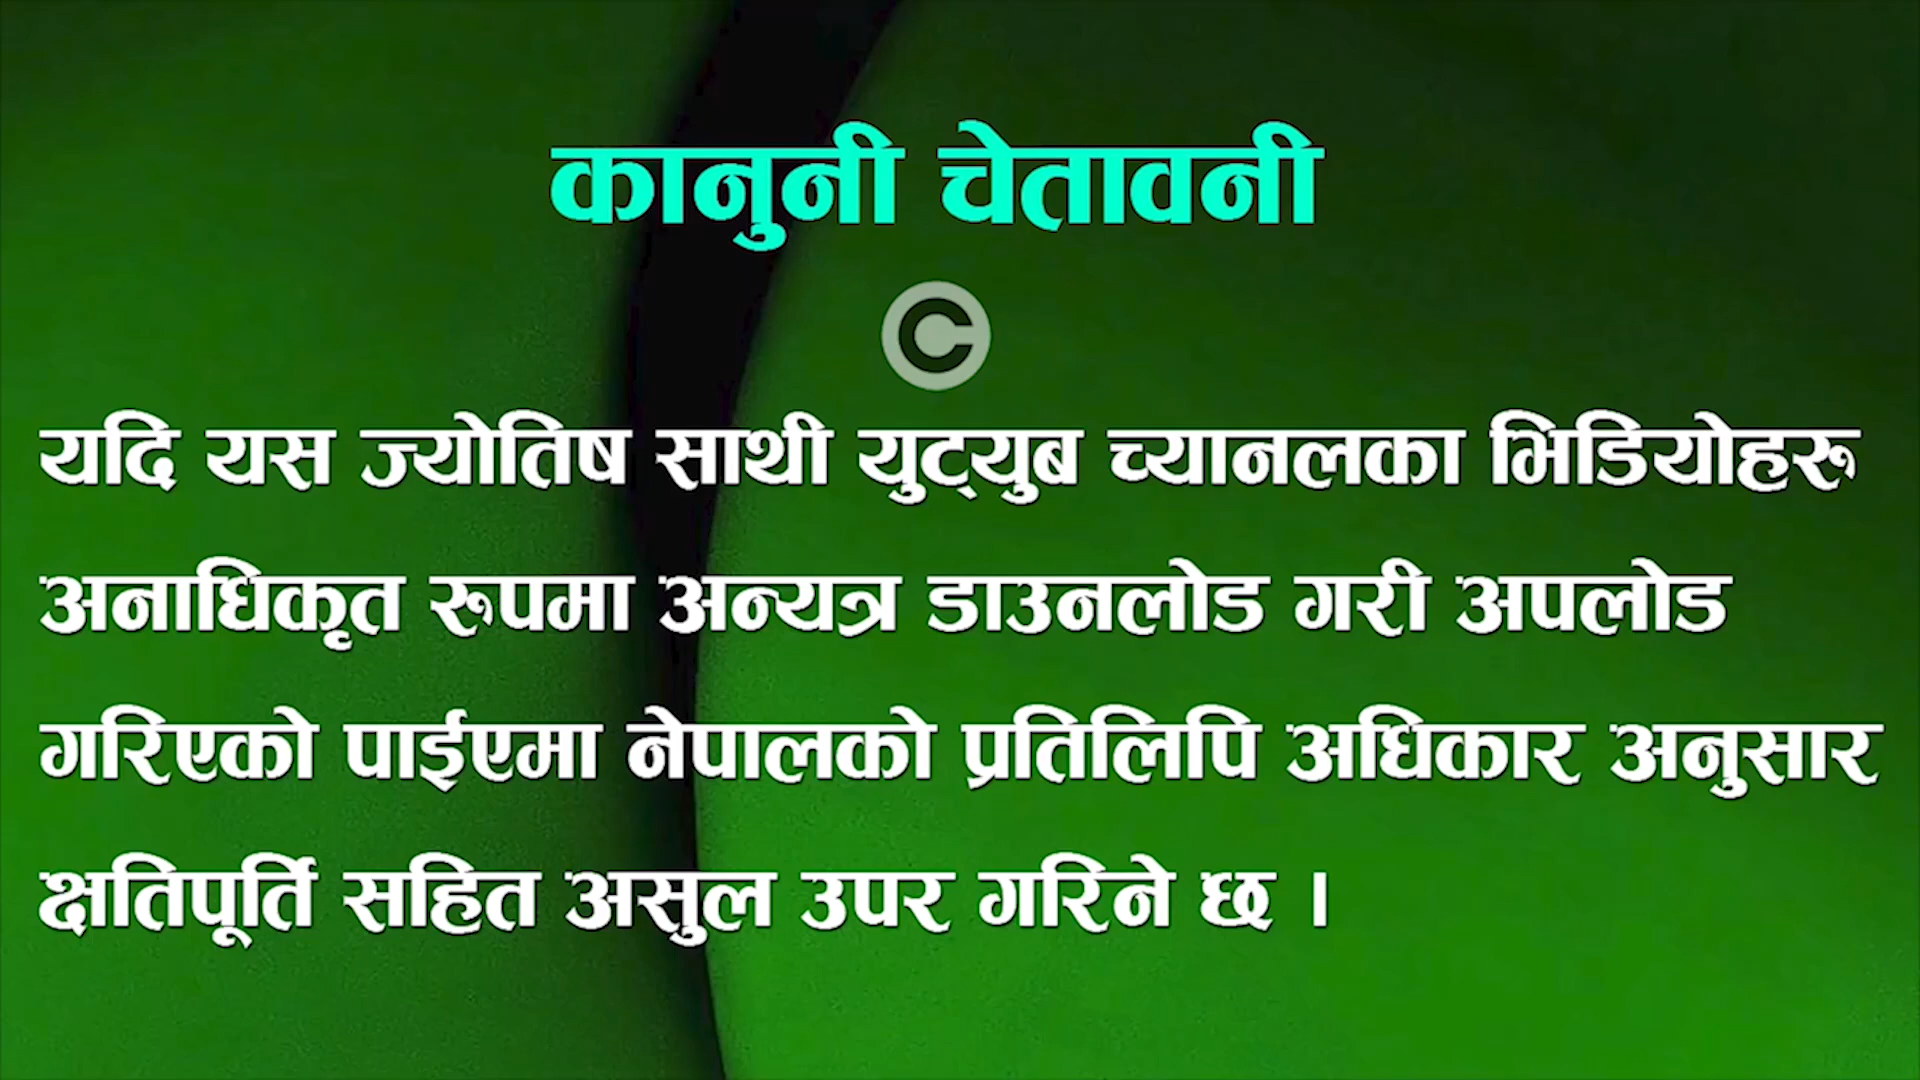 कानुनी चेतावनी
©
यदि यस ज्योतिष साथी युट्युब च्यानलका भिडियोहरु
अनाधिकृत रुपमा अन्यत्र डाउनलोड गरी अपलोड
गरिएको पाईएमा नेपालको प्रतिलिपि अधिकार अनुसार
क्षतिपूर्ति सहित असुल उपर गरिने छ ।